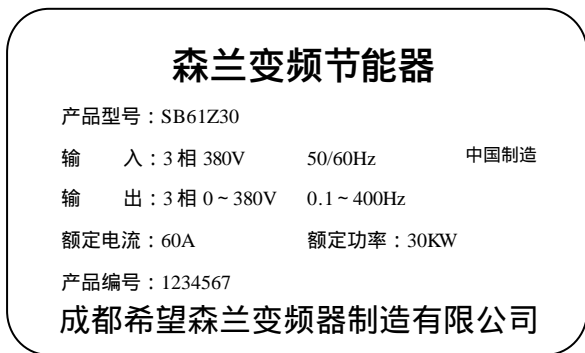 森兰变频节能器
产品型号：SB61Z30
输　　入：3 相 380V　　50/60Hz　　中国制造
输　　出：3 相 0～380V　　0.1～400Hz
额定电流：60A　　额定功率：30KW
产品编号：1234567
成都希望森兰变频器制造有限公司